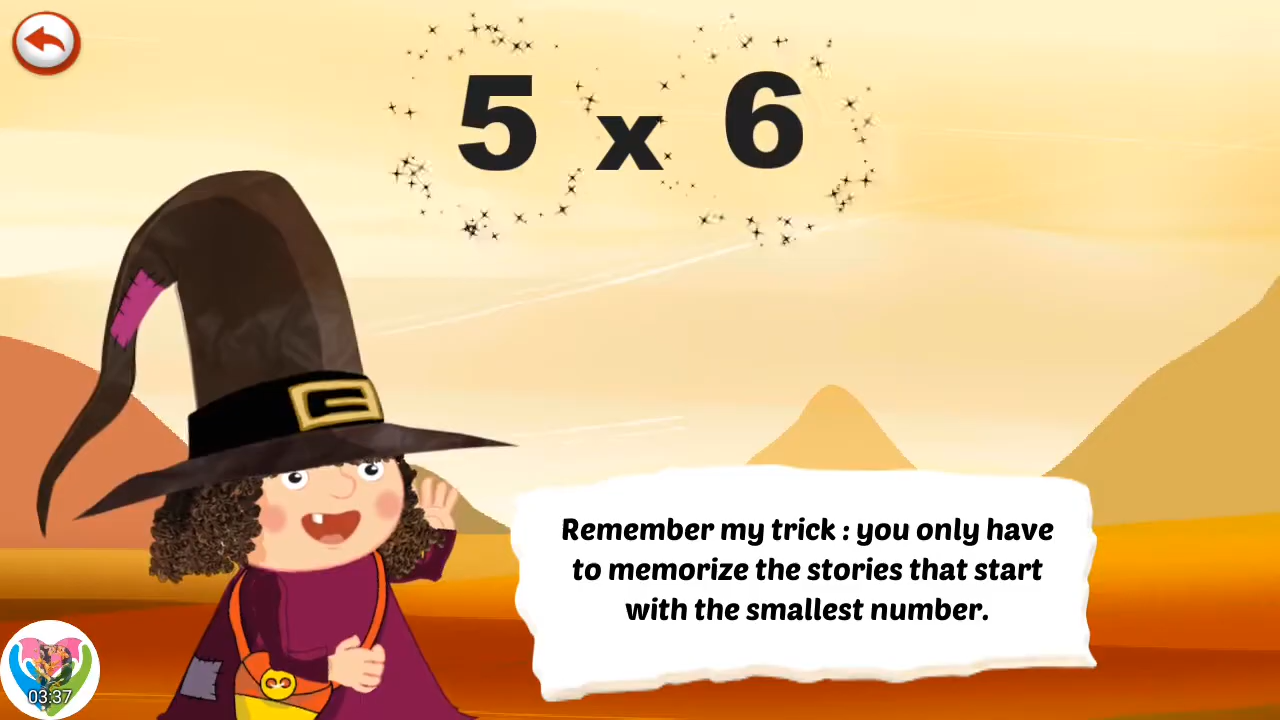 5 x 6
Remember my trick : you only have
to memorize the stories that start
with the smallest number.
03:37